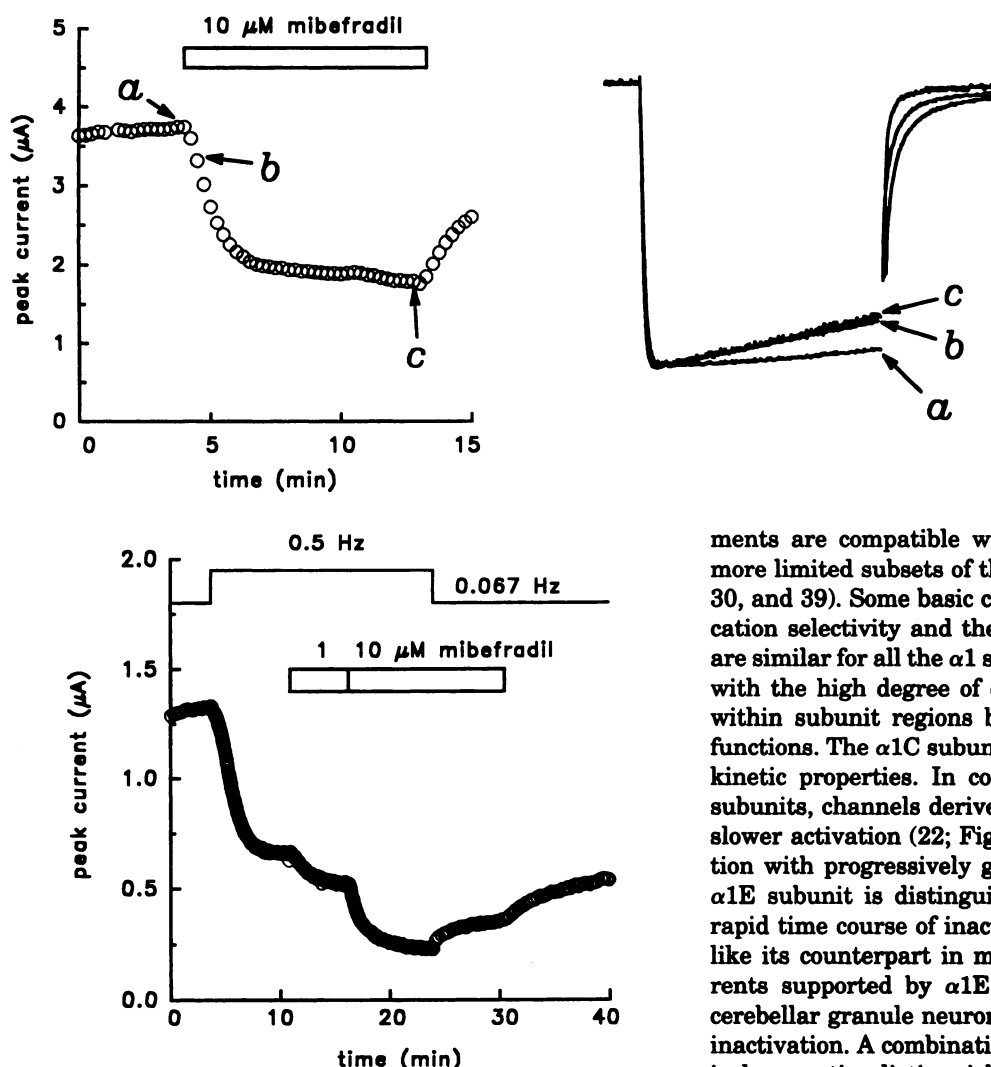 10 μM mibefradil
5
4
3
2
1
0
peak current (μA)
a
b
c
0 5 10 15
time (min)
c
b
a
0.5 Hz
0.067 Hz
1 10 μM mibefradil
2.0
1.5
1.0
0.5
0.0
peak current (μA)
0 10 20 30 40
time (min)
ments are compatible w
more limited subsets of th
30, and 39). Some basic c
cation selectivity and the
are similar for all the α1 s
with the high degree of
within subunit regions b
functions. The α1C subun
kinetic properties. In co
subunits, channels derive
slower activation (22; Fig
tion with progressively g
α1E subunit is distingui
rapid time course of inac
like its counterpart in m
rents supported by α1E
cerebellar granule neuron
inactivation. A combinati